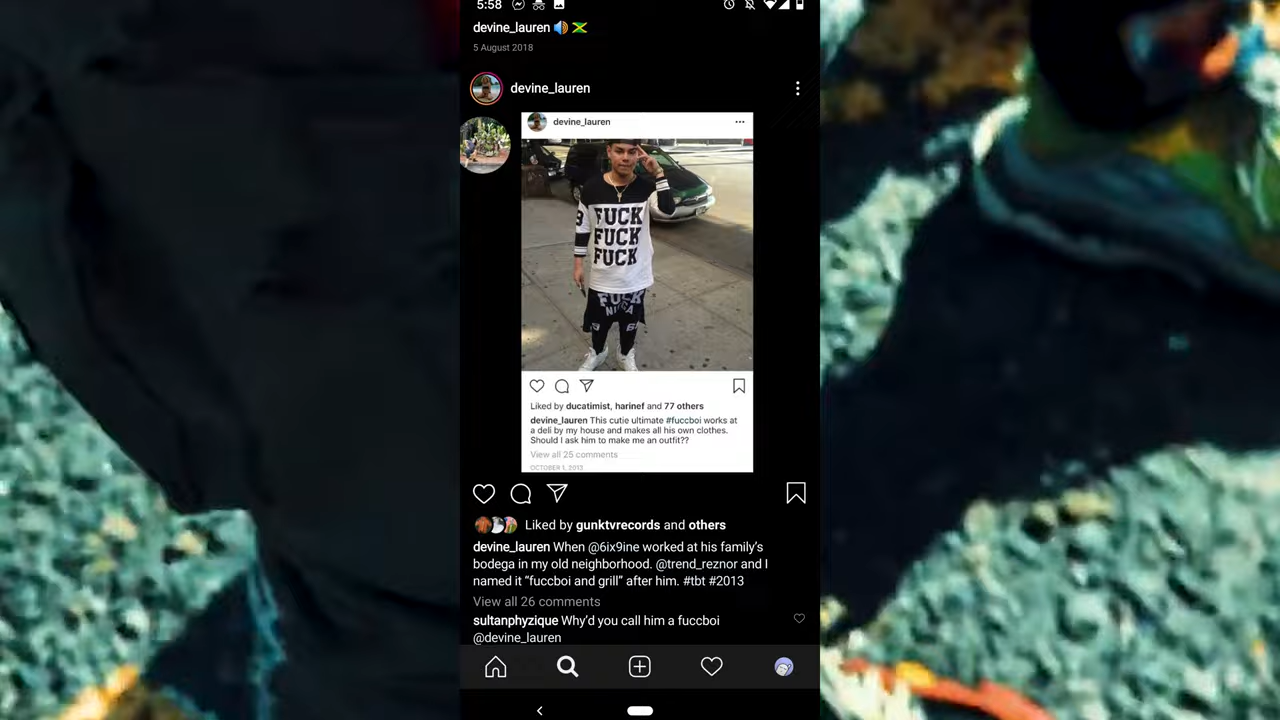 5:58
devine_lauren
5 August 2018
devine_lauren
devine_lauren
FUCK
FUCK
FUCK
FUCK
Liked by ducatimist, harinef and 77 others
devine_lauren This cutie ultimate #fuccboi works at
a deli by my house and makes all his own clothes.
Should I ask him to make me an outfit??
View all 25 comments
OCTOBER 1, 2013
Liked by gunktvrecords and others
devine_lauren When @6ix9ine worked at his family's
bodega in my old neighborhood. @trend_reznor and I
named it “fuccboi and grill” after him. #tbt #2013
View all 26 comments
sultanphyzique Why'd you call him a fuccboi
@devine_lauren